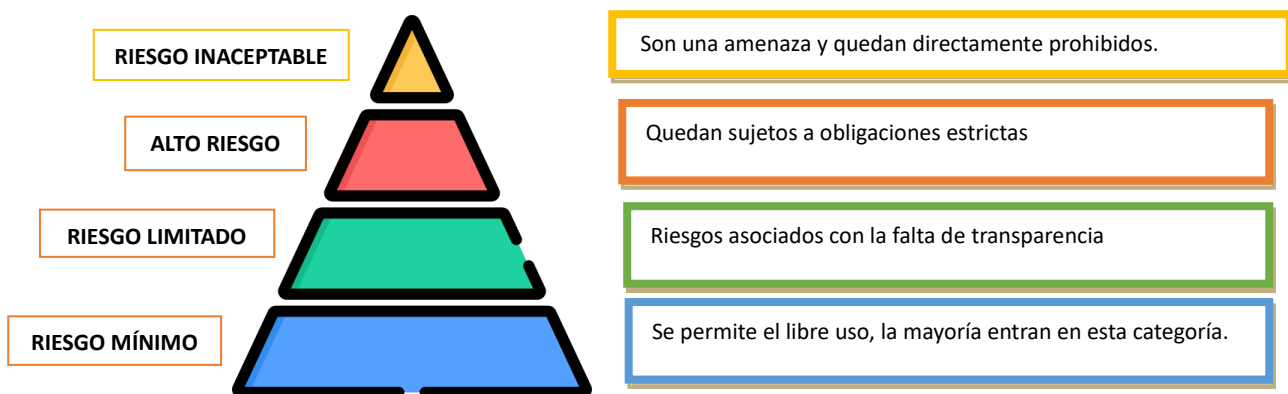 RIESGO INACEPTABLE
Son una amenaza y quedan directamente prohibidos.
ALTO RIESGO
Quedan sujetos a obligaciones estrictas
RIESGO LIMITADO
Riesgos asociados con la falta de transparencia
RIESGO MÍNIMO
Se permite el libre uso, la mayoría entran en esta categoría.